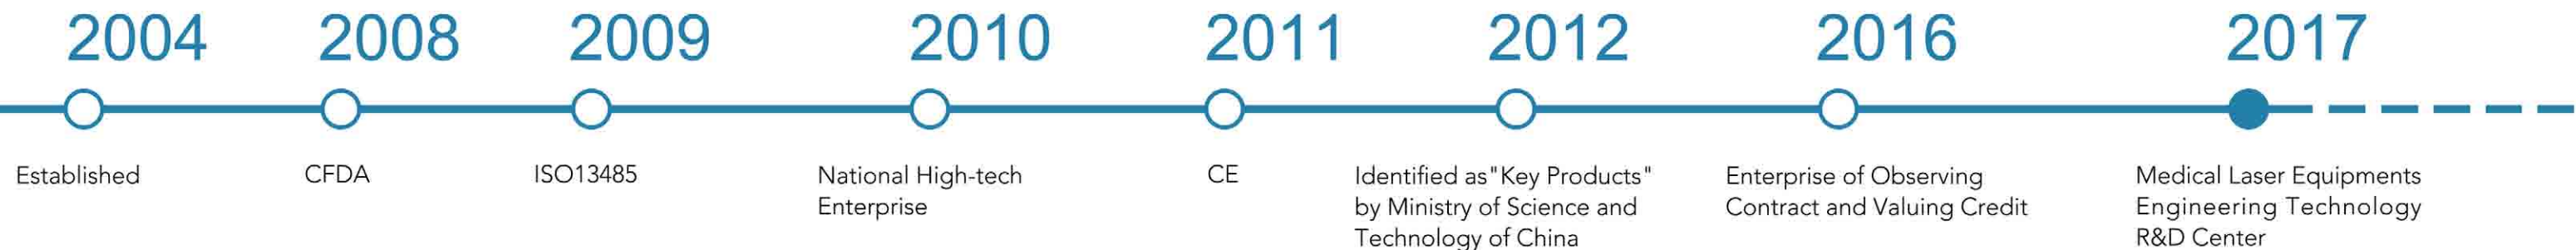 2004 2008 2009 2010 2011 2012 2016 2017
Established
CFDA
ISO13485
National High-tech
Enterprise
CE
Identified as"Key Products"
by Ministry of Science and
Technology of China
Enterprise of Observing
Contract and Valuing Credit
Medical Laser Equipments
Engineering Technology
R&D Center